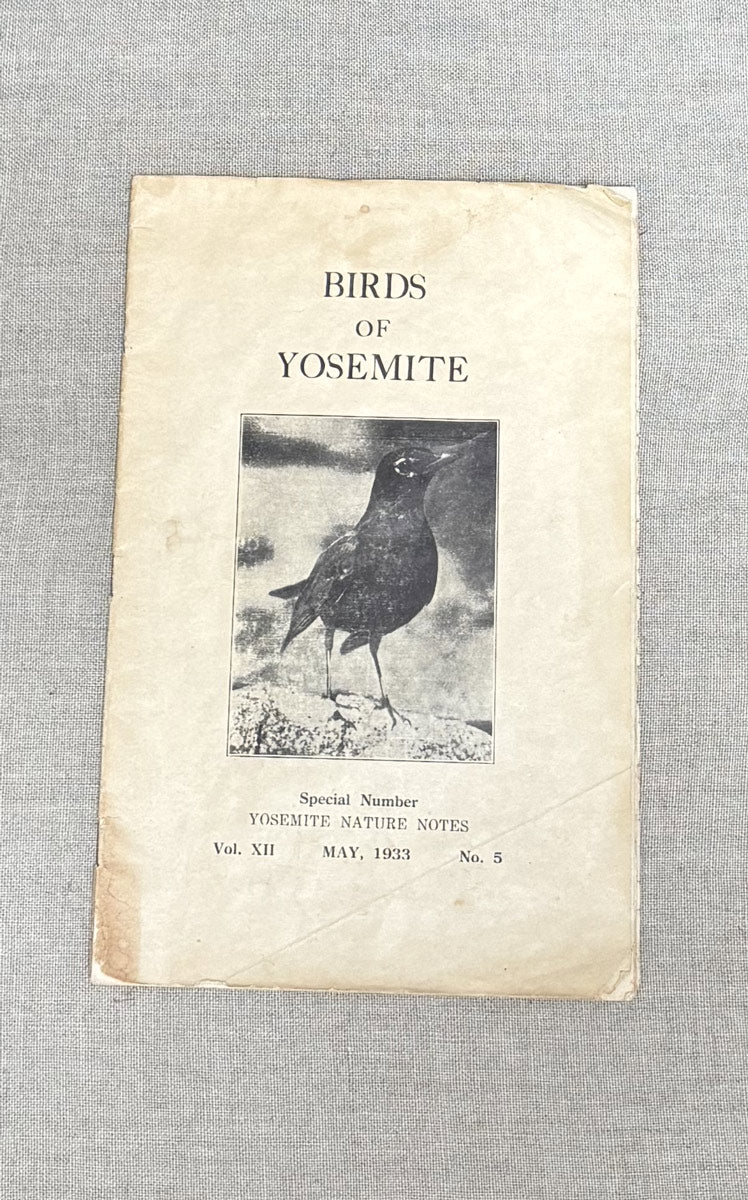 BIRDS
OF
YOSEMITE
Special Number
YOSEMITE NATURE NOTES
Vol. XII MAY, 1933 No. 5